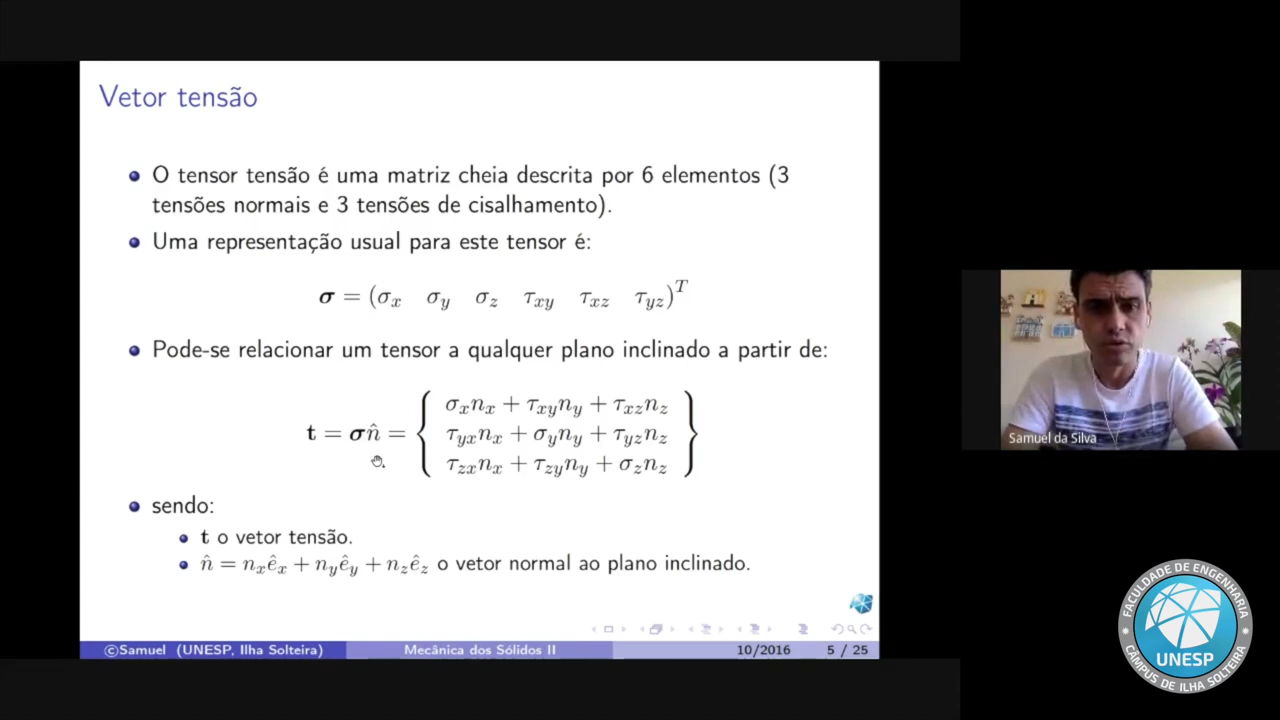 Vetor tensão
O tensor tensão é uma matriz cheia descrita por 6 elementos (3
tensões normais e 3 tensões de cisalhamento).
Uma representação usual para este tensor é:
σ = (σx σy σz τxy τxz τyz)^T
Pode-se relacionar um tensor a qualquer plano inclinado a partir de:
σxnx + τxyny + τxznz
t = σn̂ = { τyxnx + σyny + τyznz }
τzxnx + τzyny + σznz
sendo:
t o vetor tensão.
n̂ = nxêx + nyêy + nzêz o vetor normal ao plano inclinado.
©Samuel (UNESP, Ilha Solteira) Mecânica dos Sólidos II 10/2016 5 / 25
Samuel da Silva
FACULDADE DE ENGENHARIA
UNESP
CÂMPUS DE ILHA SOLTEIRA